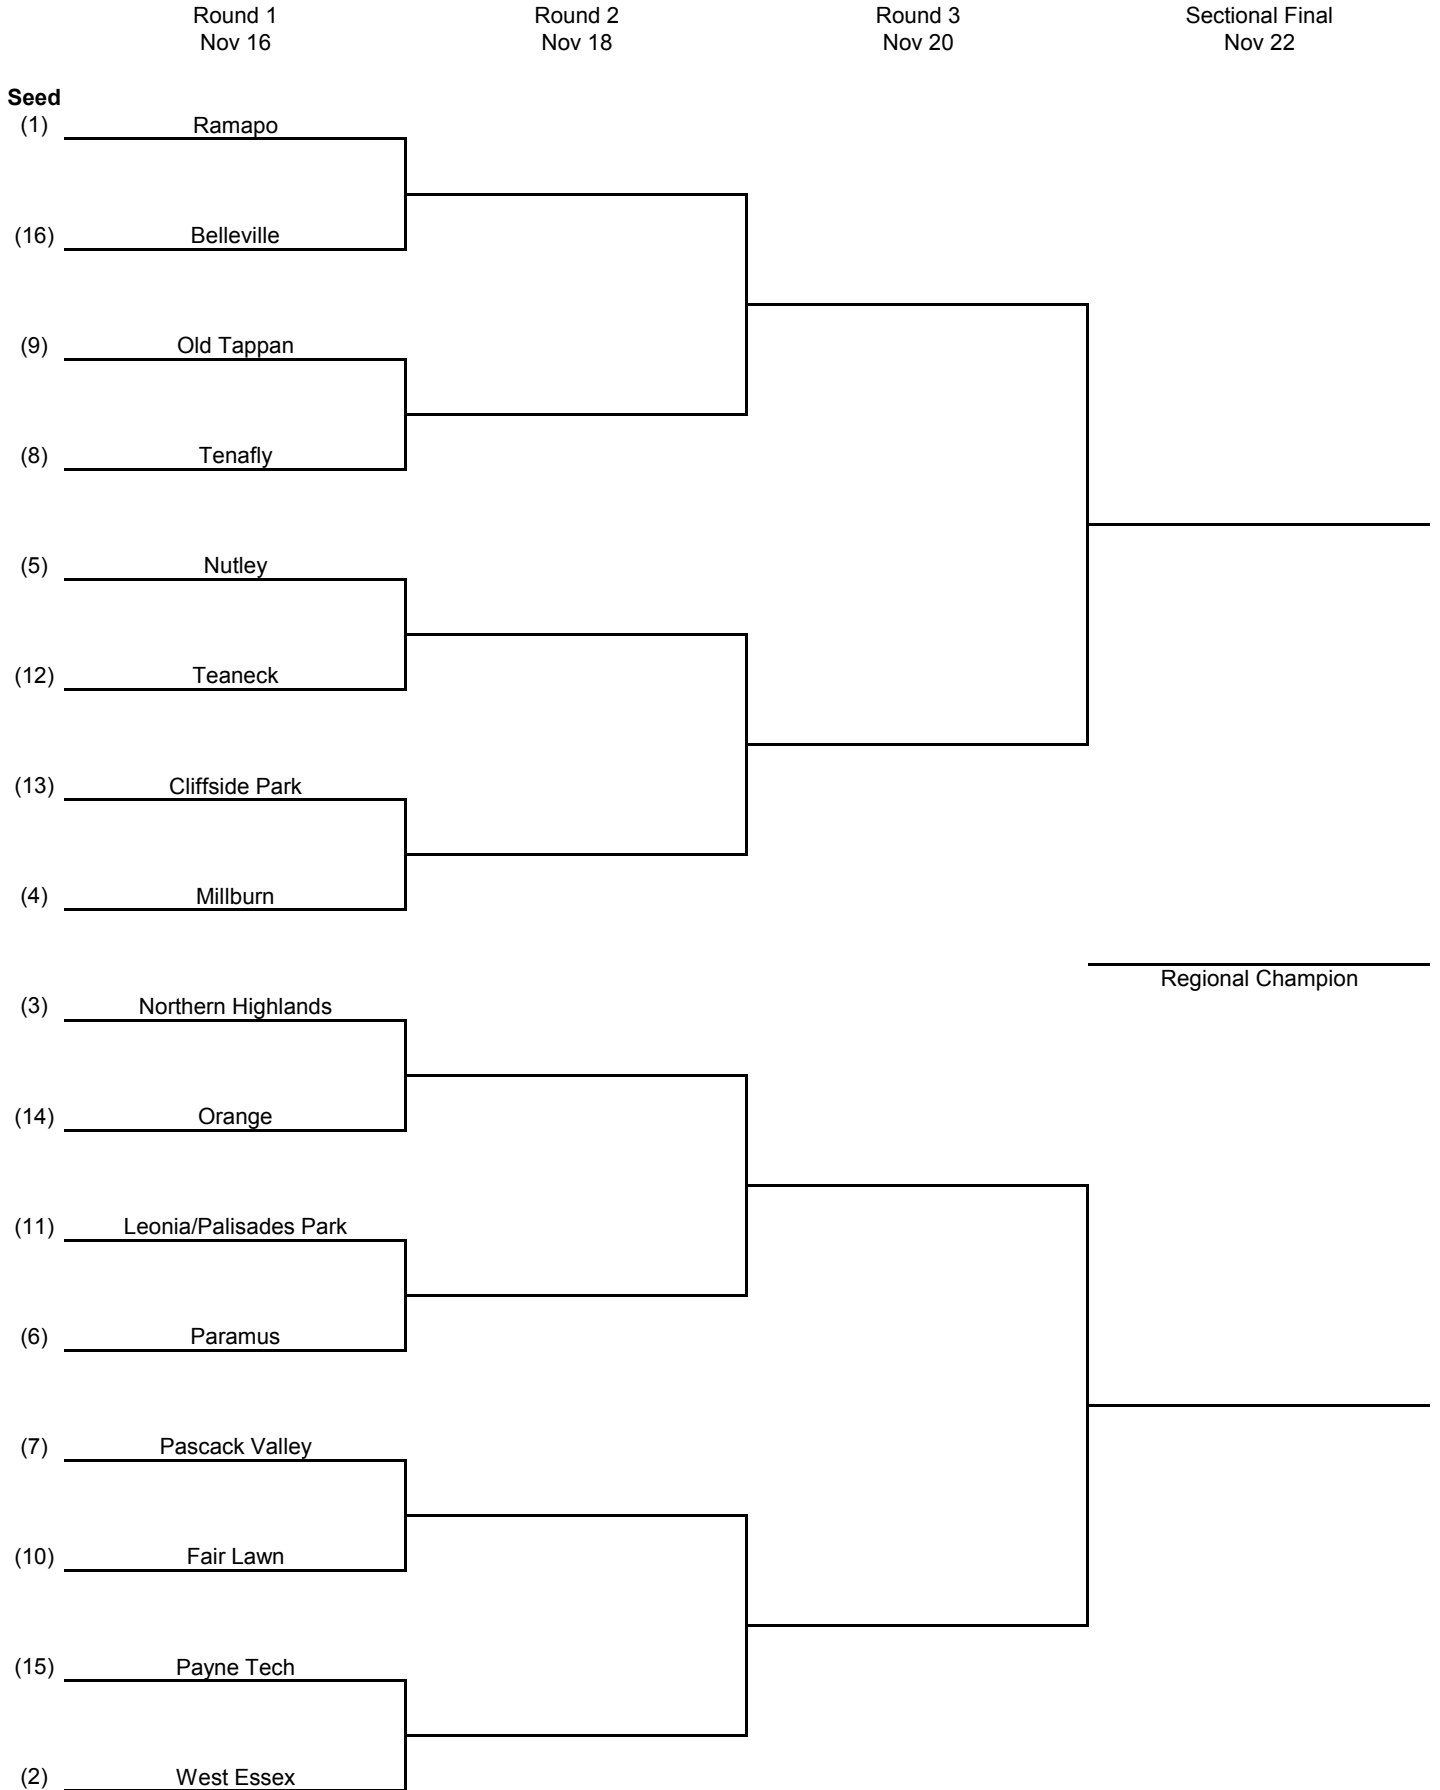 Round 1 Round 2 Round 3 Sectional Final
Nov 16 Nov 18 Nov 20 Nov 22
Seed
(1) Ramapo
(16) Belleville
(9) Old Tappan
(8) Tenafly
(5) Nutley
(12) Teaneck
(13) Cliffside Park
(4) Millburn
Regional Champion
(3) Northern Highlands
(14) Orange
(11) Leonia/Palisades Park
(6) Paramus
(7) Pascack Valley
(10) Fair Lawn
(15) Payne Tech
(2) West Essex